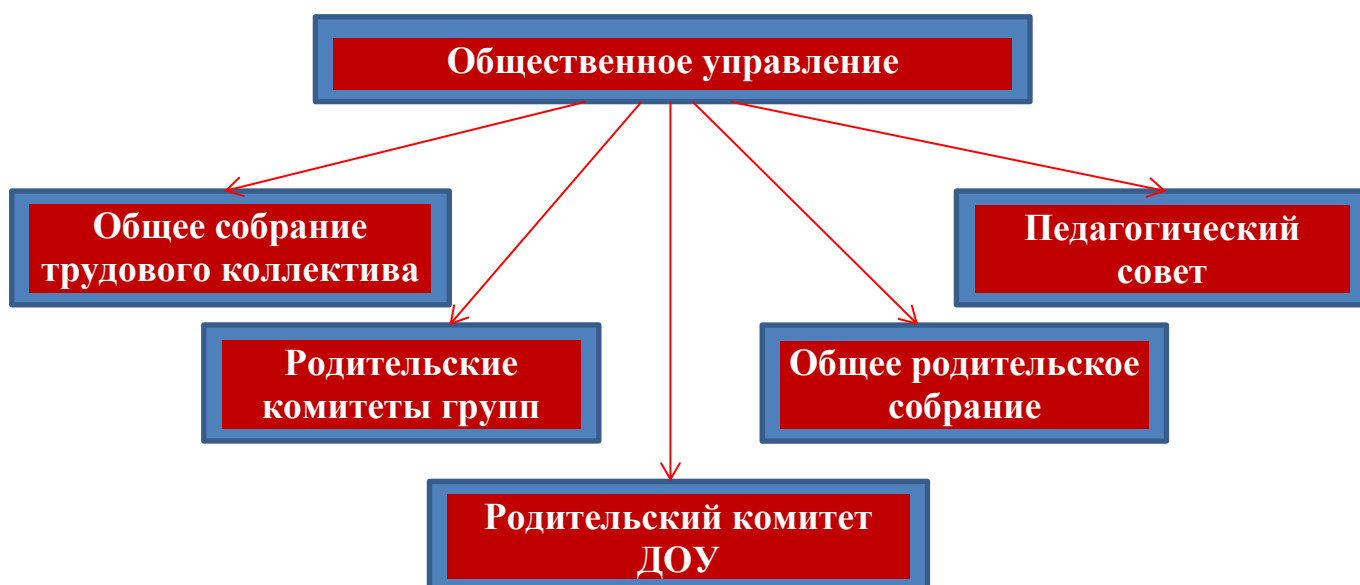 Общественное управление
Общее собрание
трудового коллектива
Педагогический
совет
Родительские
комитеты групп
Общее родительское
собрание
Родительский комитет
ДОУ